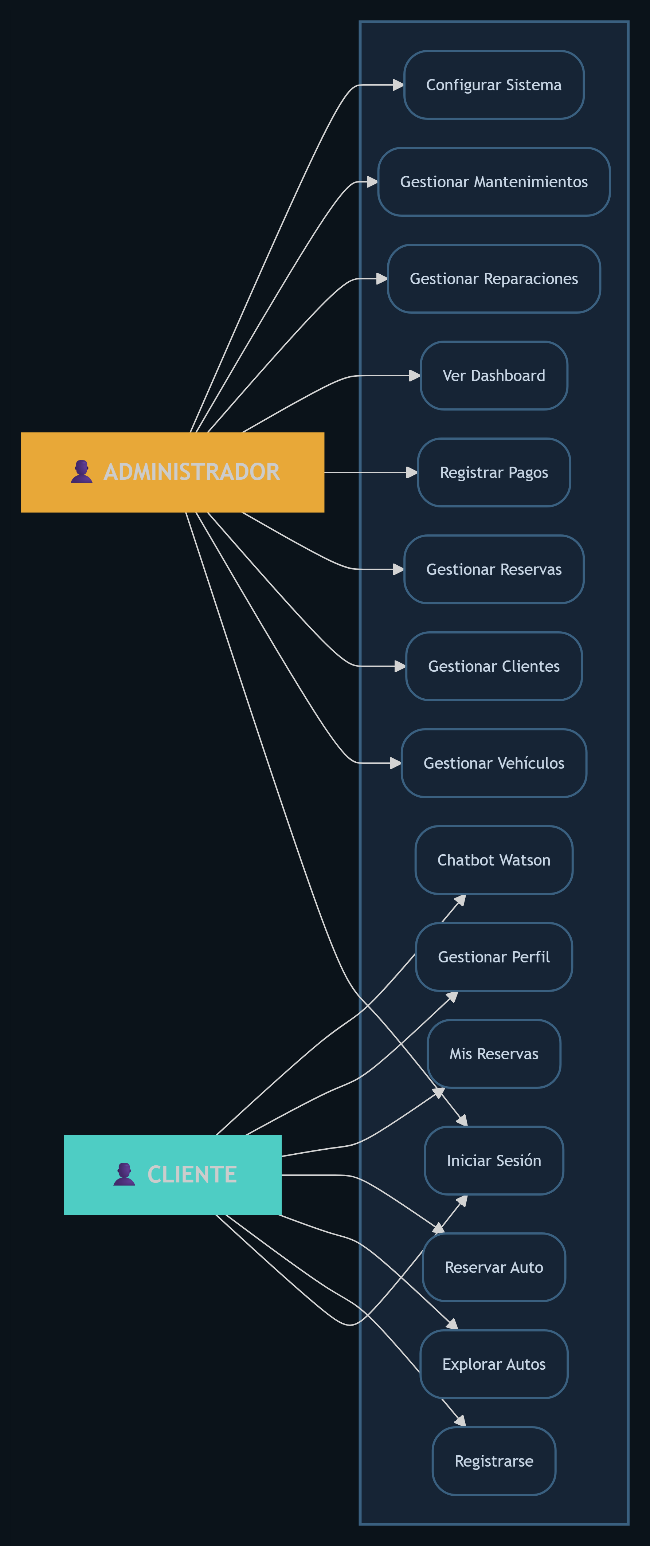 Configurar Sistema
Gestionar Mantenimientos
Gestionar Reparaciones
Ver Dashboard
ADMINISTRADOR
Registrar Pagos
Gestionar Reservas
Gestionar Clientes
Gestionar Vehículos
Chatbot Watson
Gestionar Perfil
Mis Reservas
Iniciar Sesión
CLIENTE
Reservar Auto
Explorar Autos
Registrarse